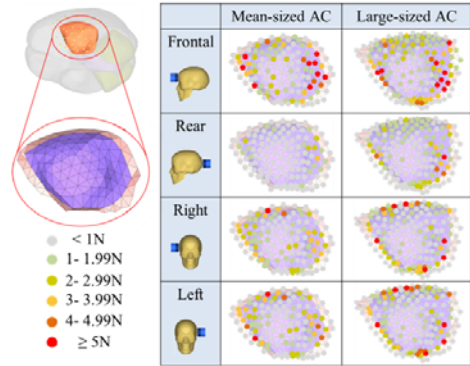 Mean-sized AC
Large-sized AC
Frontal
Rear
Right
Left
< 1N
1- 1.99N
2- 2.99N
3- 3.99N
4- 4.99N
≥ 5N